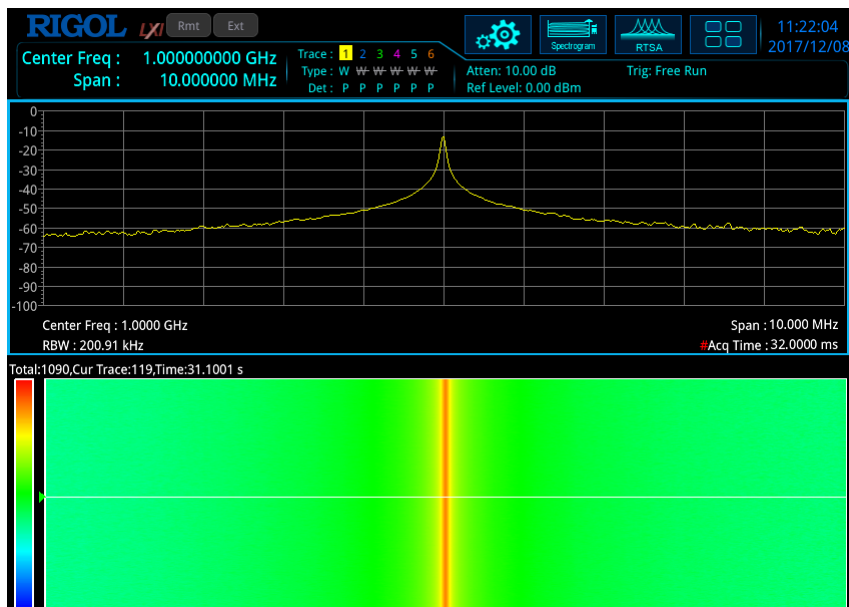 RIGOL LXI Rmt Ext
11:22:04
2017/12/08
Spectrogram
RTSA
Center Freq : 1.000000000 GHz
Span : 10.000000 MHz
Trace : 1 2 3 4 5 6
Type : W W W W W W
Det : P P P P P P
Atten: 10.00 dB
Ref Level: 0.00 dBm
Trig: Free Run
0
-10
-20
-30
-40
-50
-60
-70
-80
-90
-100
Center Freq : 1.0000 GHz
Span : 10.000 MHz
RBW : 200.91 kHz
#Acq Time : 32.0000 ms
Total:1090,Cur Trace:119,Time:31.1001 s